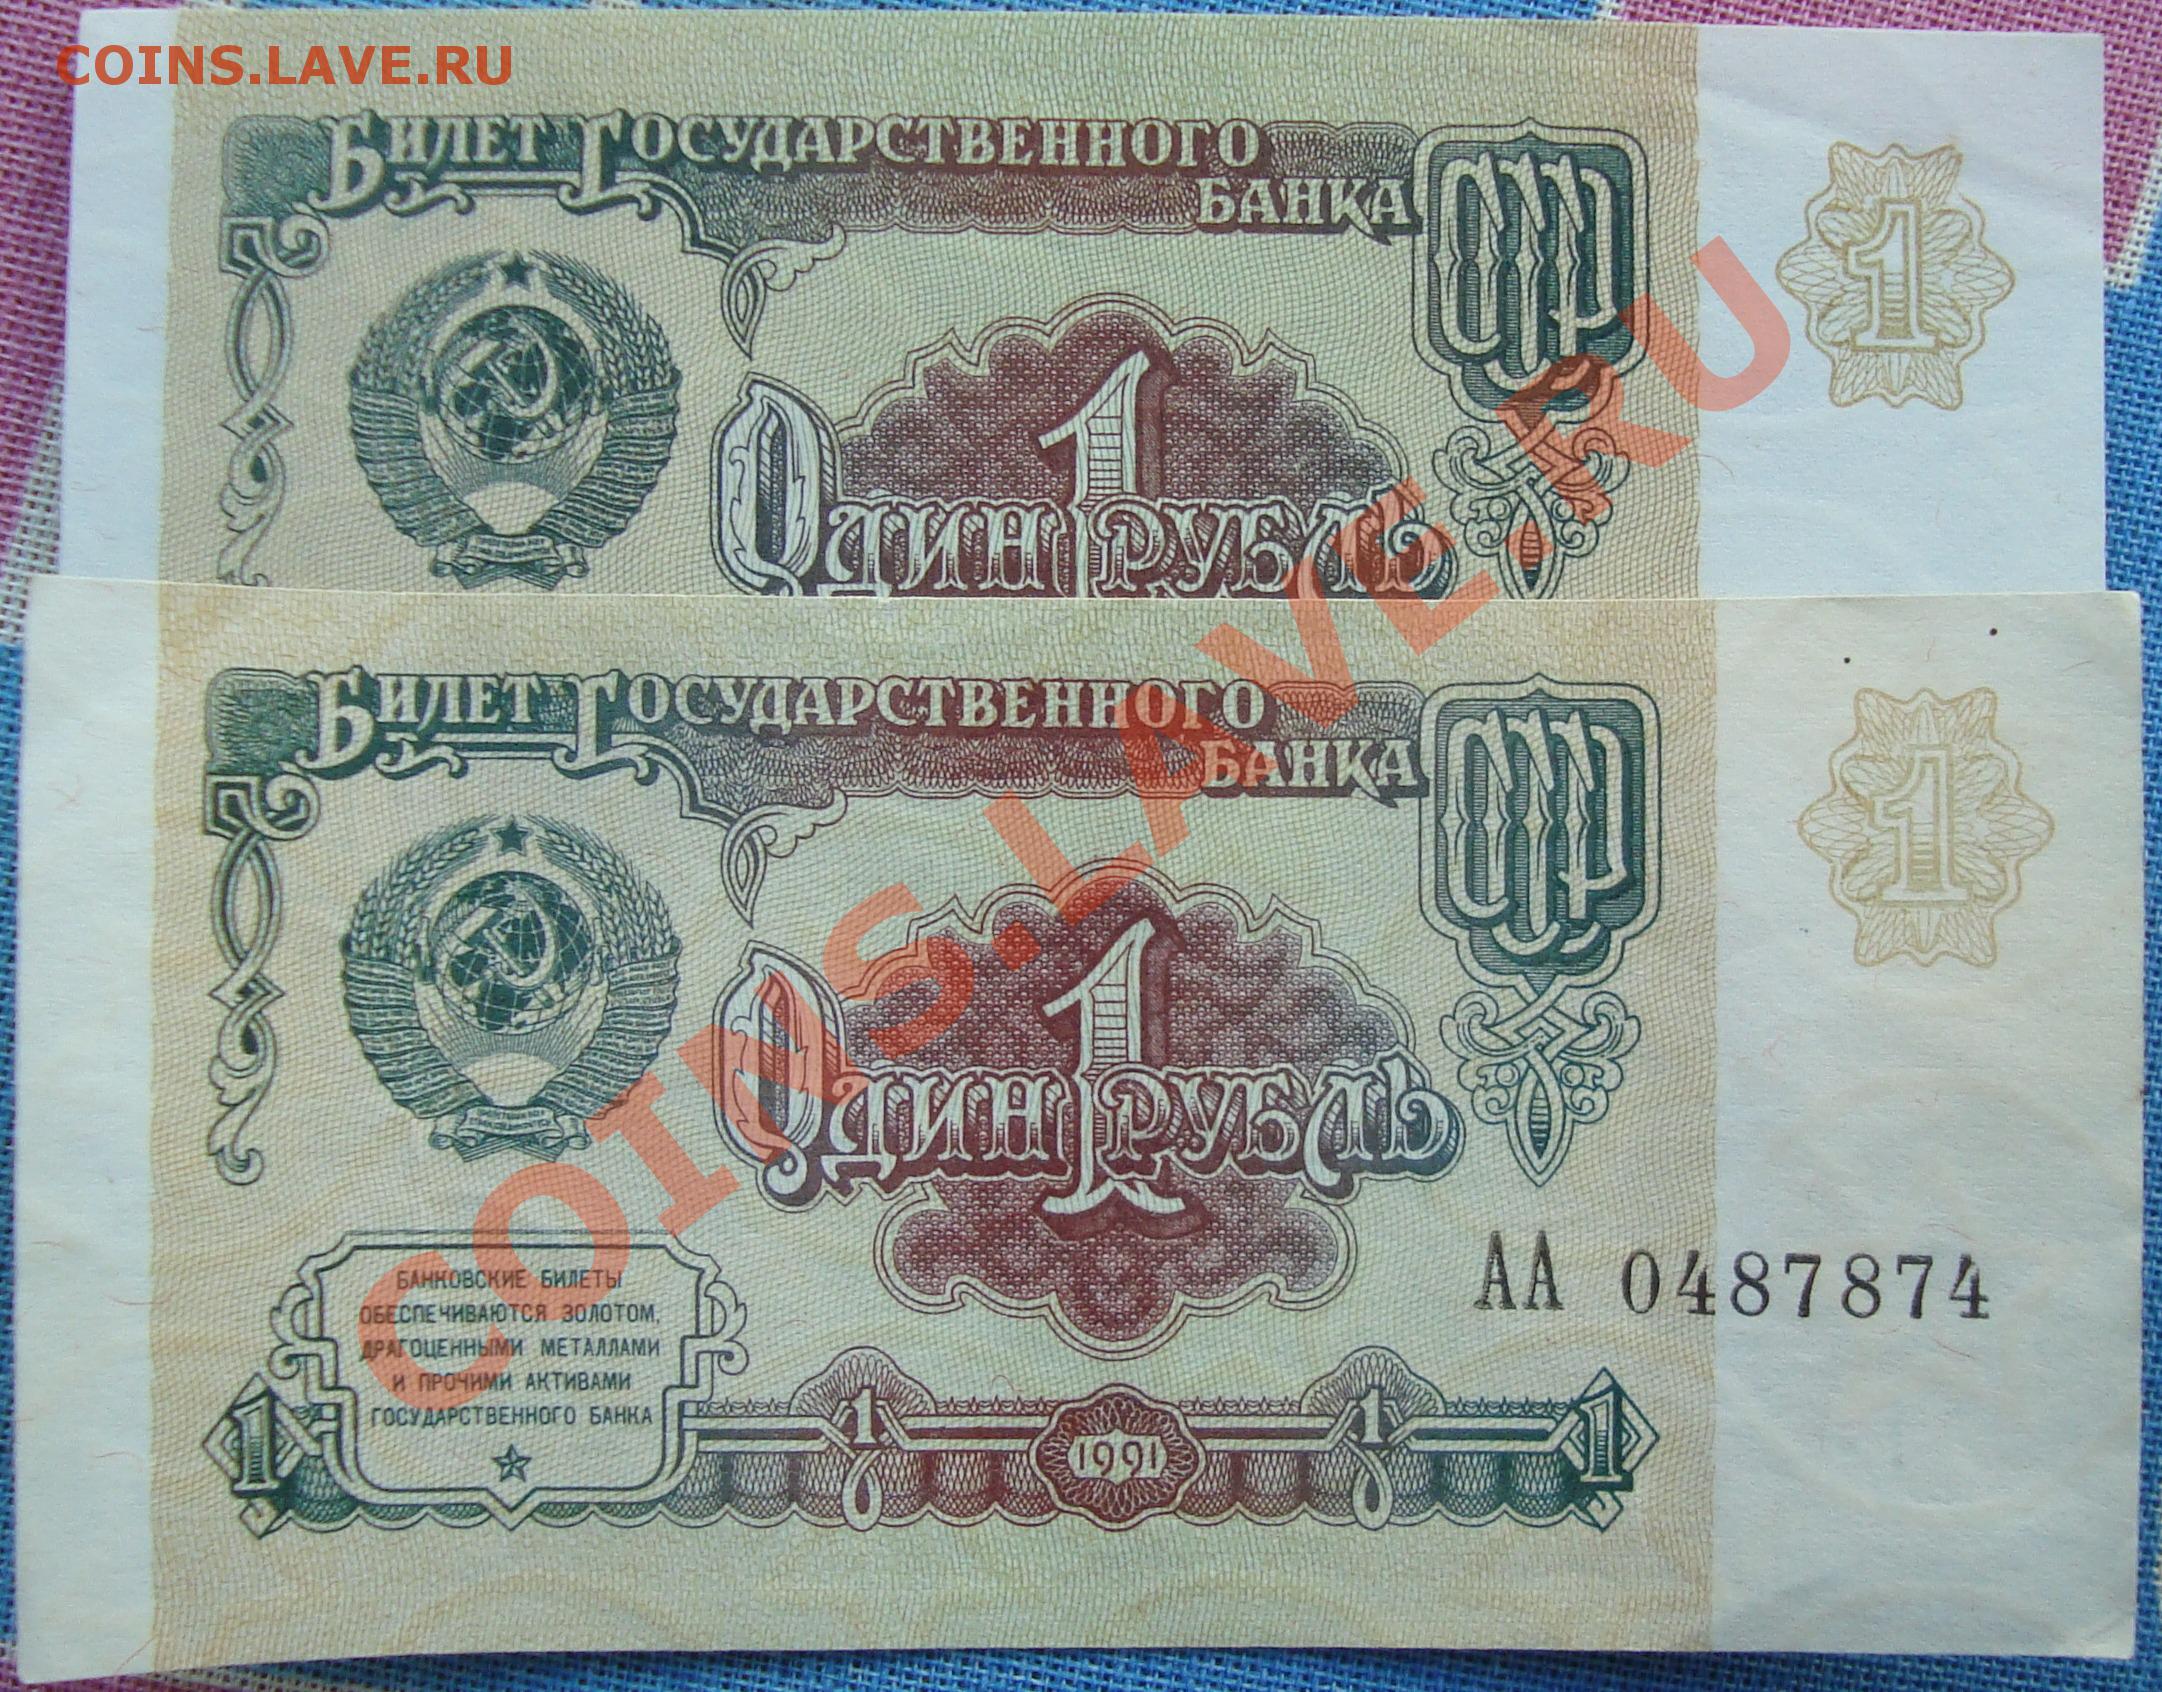 COINS.LAVE.RU
БИЛЕТ ГОСУДАРСТВЕННОГО
БАНКА
СССР
1
1
ОДИН РУБЛЬ
БИЛЕТ ГОСУДАРСТВЕННОГО
БАНКА
СССР
1
1
ОДИН РУБЛЬ
АА 0487874
БАНКОВСКИЕ БИЛЕТЫ
ОБЕСПЕЧИВАЮТСЯ ЗОЛОТОМ,
ДРАГОЦЕННЫМИ МЕТАЛЛАМИ
И ПРОЧИМИ АКТИВАМИ
ГОСУДАРСТВЕННОГО БАНКА
1 1 1991 1 1
COINS.LAVE.RU